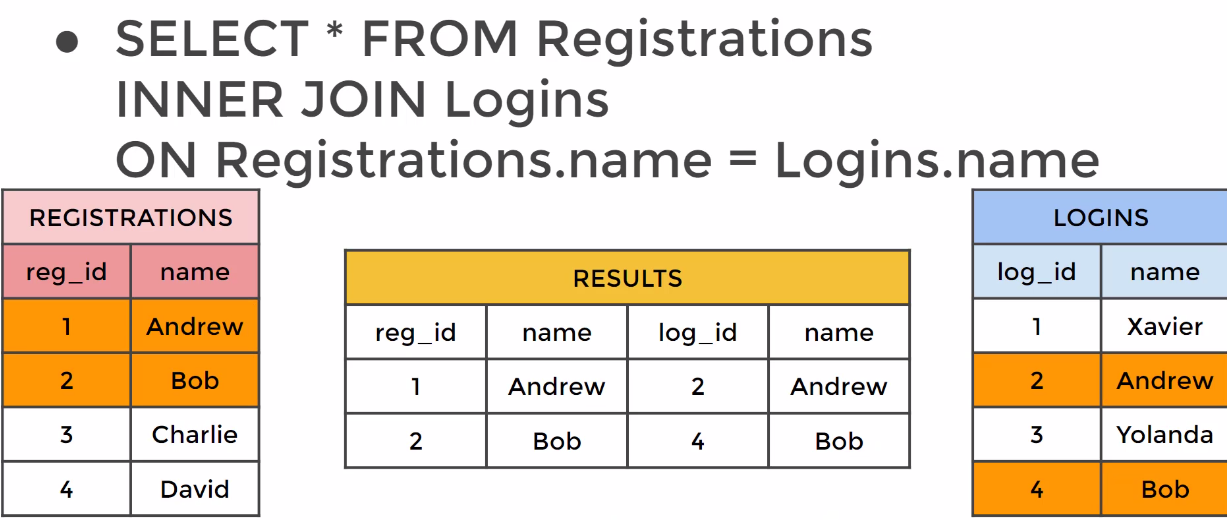 ● SELECT * FROM Registrations
INNER JOIN Logins
ON Registrations.name = Logins.name
REGISTRATIONS
reg_id name
1 Andrew
2 Bob
3 Charlie
4 David
RESULTS
reg_id name log_id name
1 Andrew 2 Andrew
2 Bob 4 Bob
LOGINS
log_id name
1 Xavier
2 Andrew
3 Yolanda
4 Bob